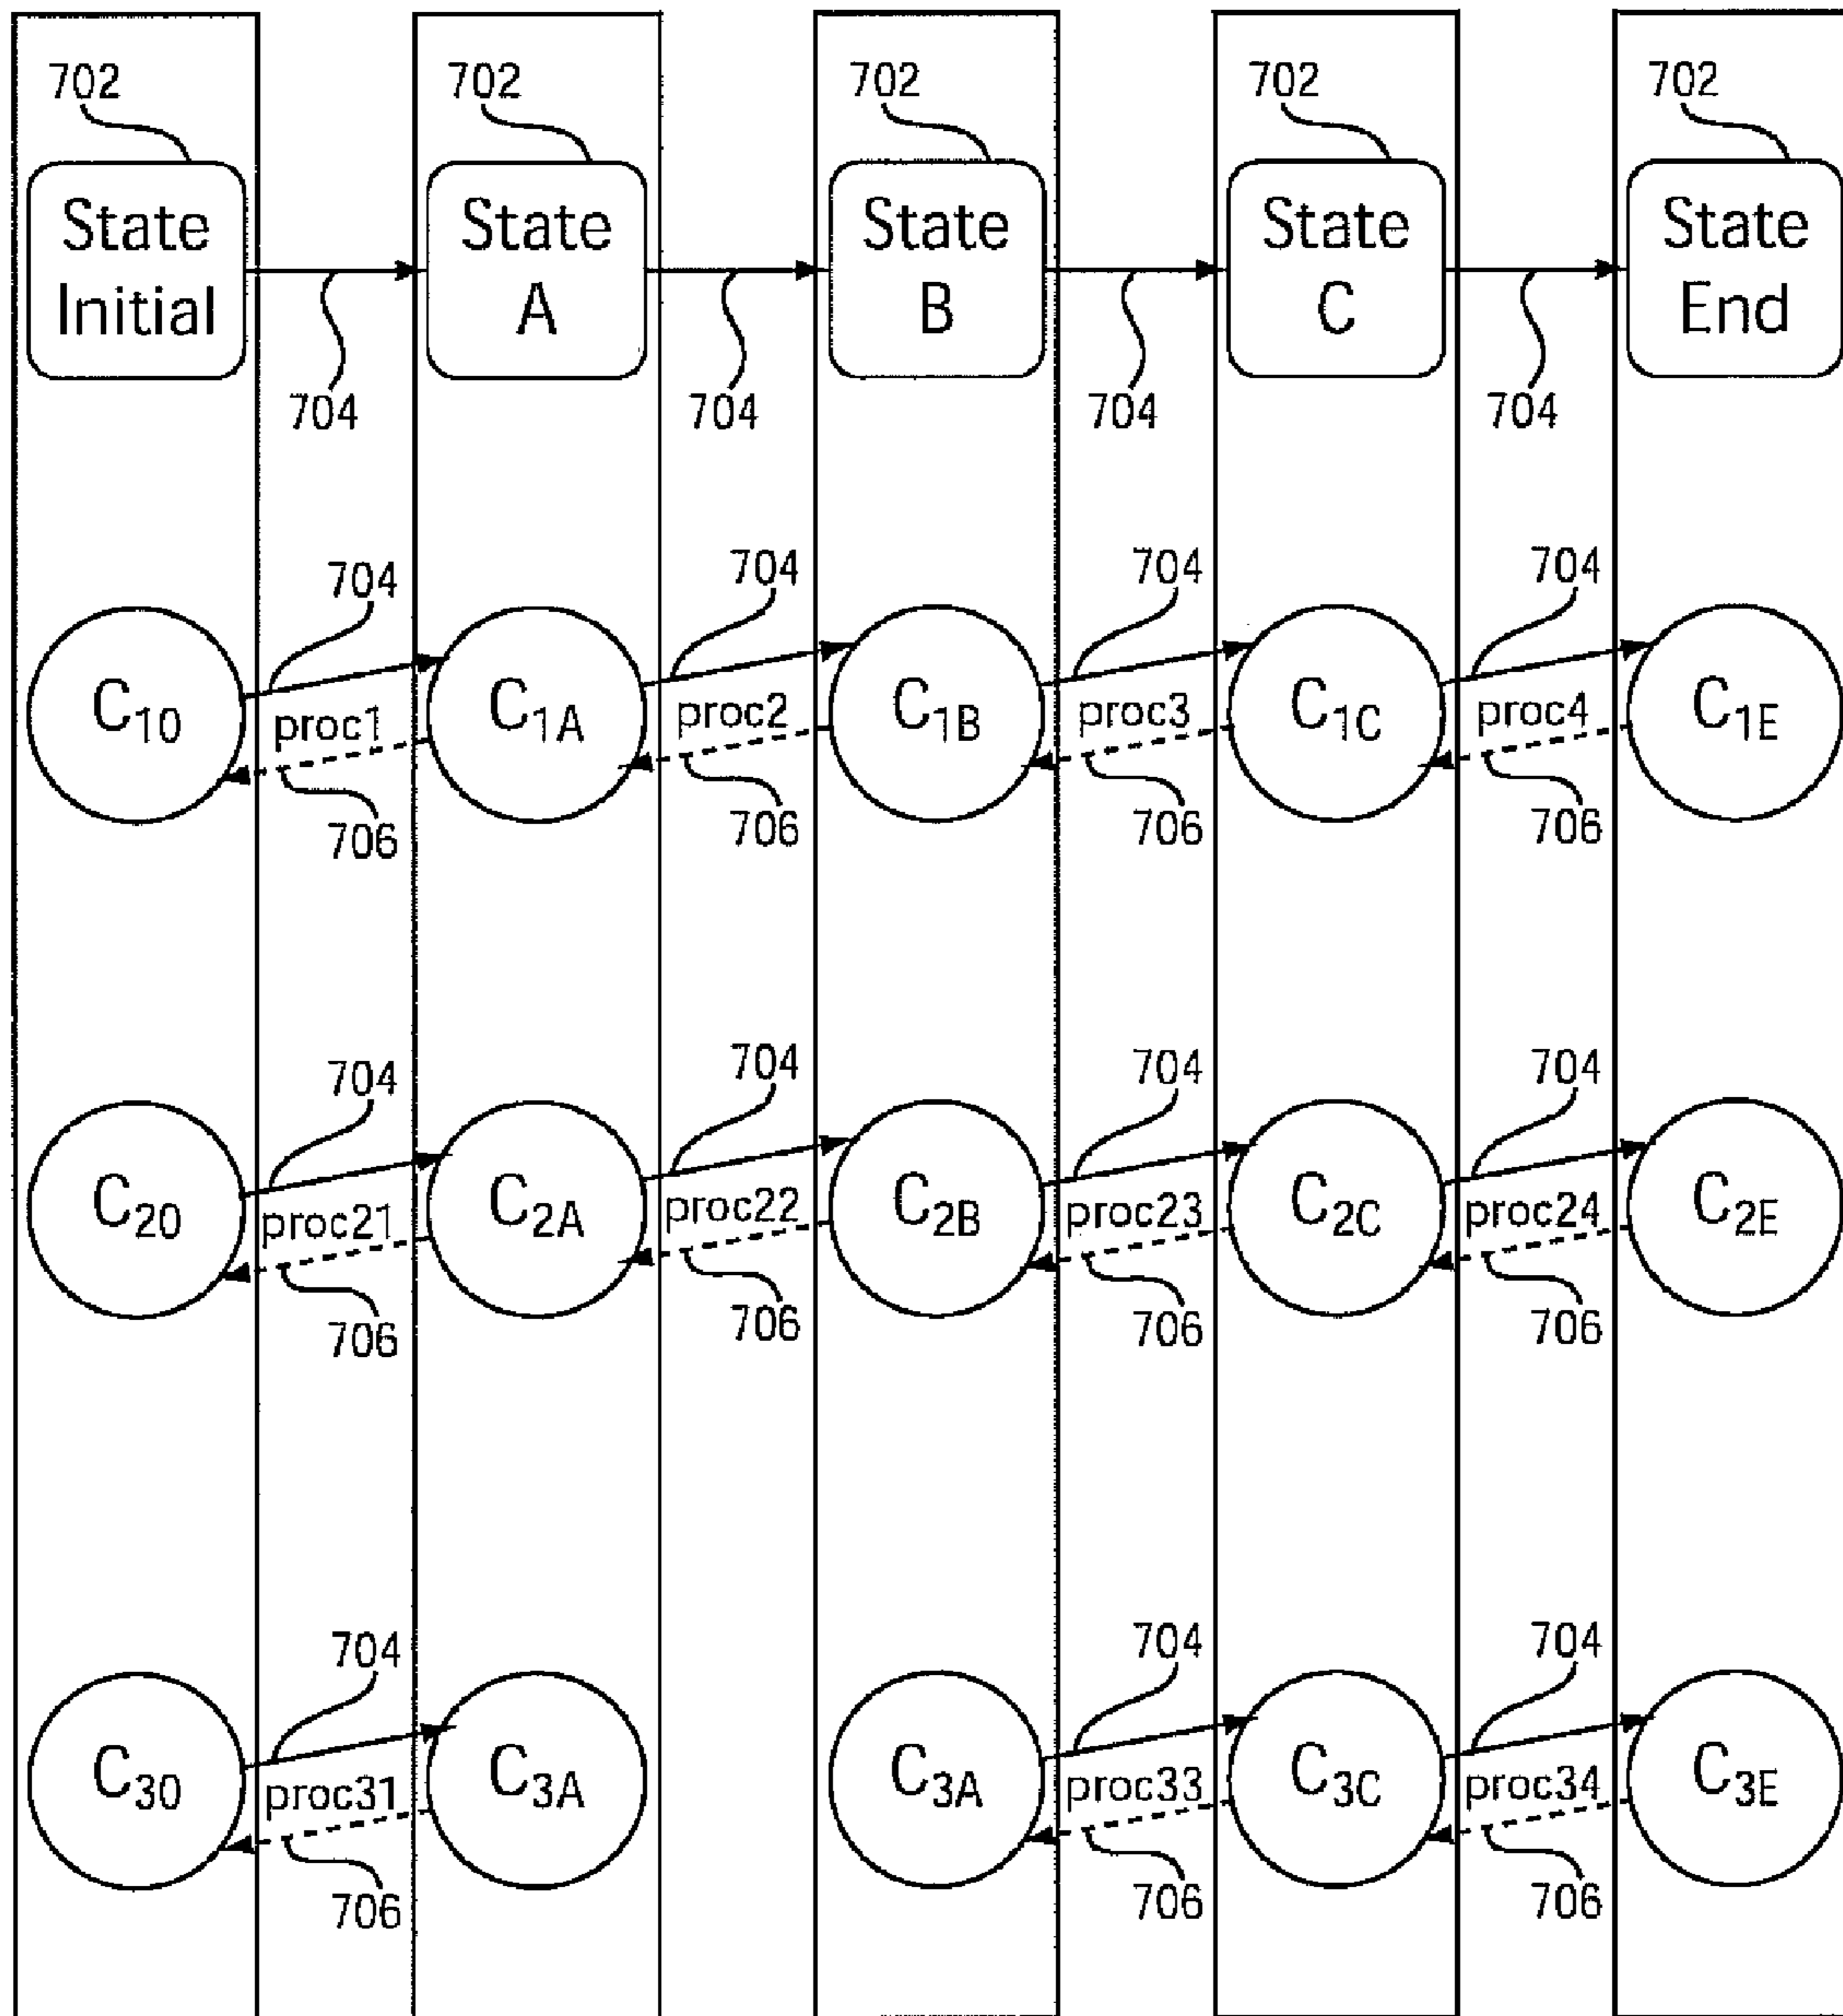 702 702 702 702 702
State Initial State A State B State C State End
704 704 704 704
704 704 704 704
C10 proc1 C1A proc2 C1B proc3 C1C proc4 C1E
706 706 706 706
704 704 704 704
C20 proc21 C2A proc22 C2B proc23 C2C proc24 C2E
706 706 706 706
704 704 704
C30 proc31 C3A C3A proc33 C3C proc34 C3E
706 706 706